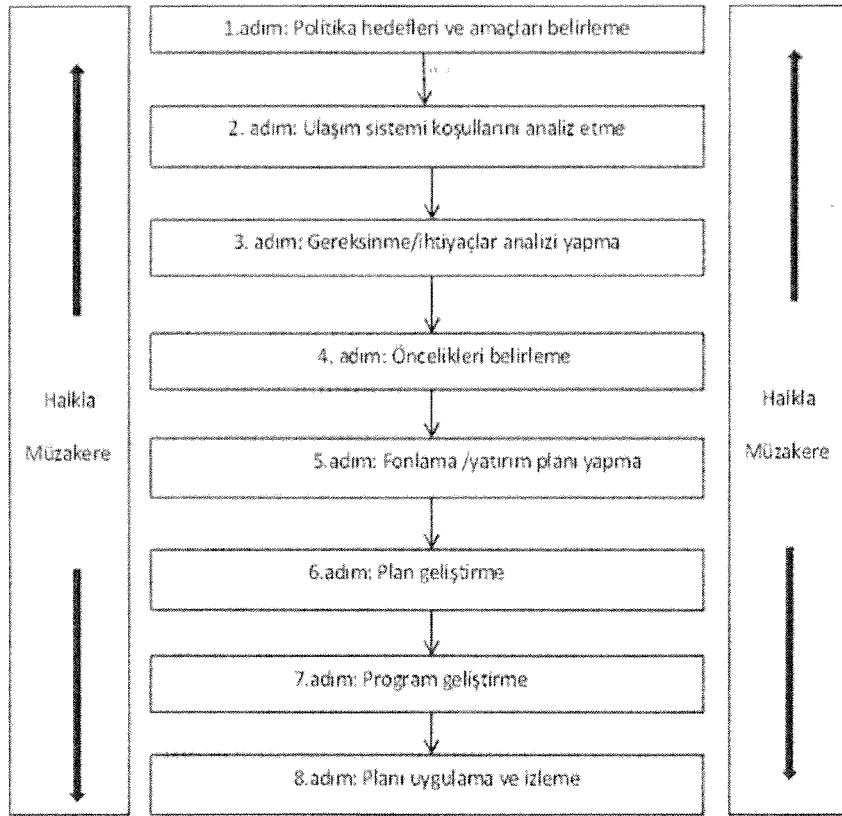 1.adım: Politika hedefleri ve amaçları belirleme
2. adım: Ulaşım sistemi koşullarını analiz etme
3. adım: Gereksinme/ihtiyaçlar analizi yapma
4. adım: Öncelikleri belirleme
5.adım: Fonlama /yatırım planı yapma
6.adım: Plan geliştirme
7.adım: Program geliştirme
8.adım: Planı uygulama ve izleme
Halkla
Müzakere
Halkla
Müzakere